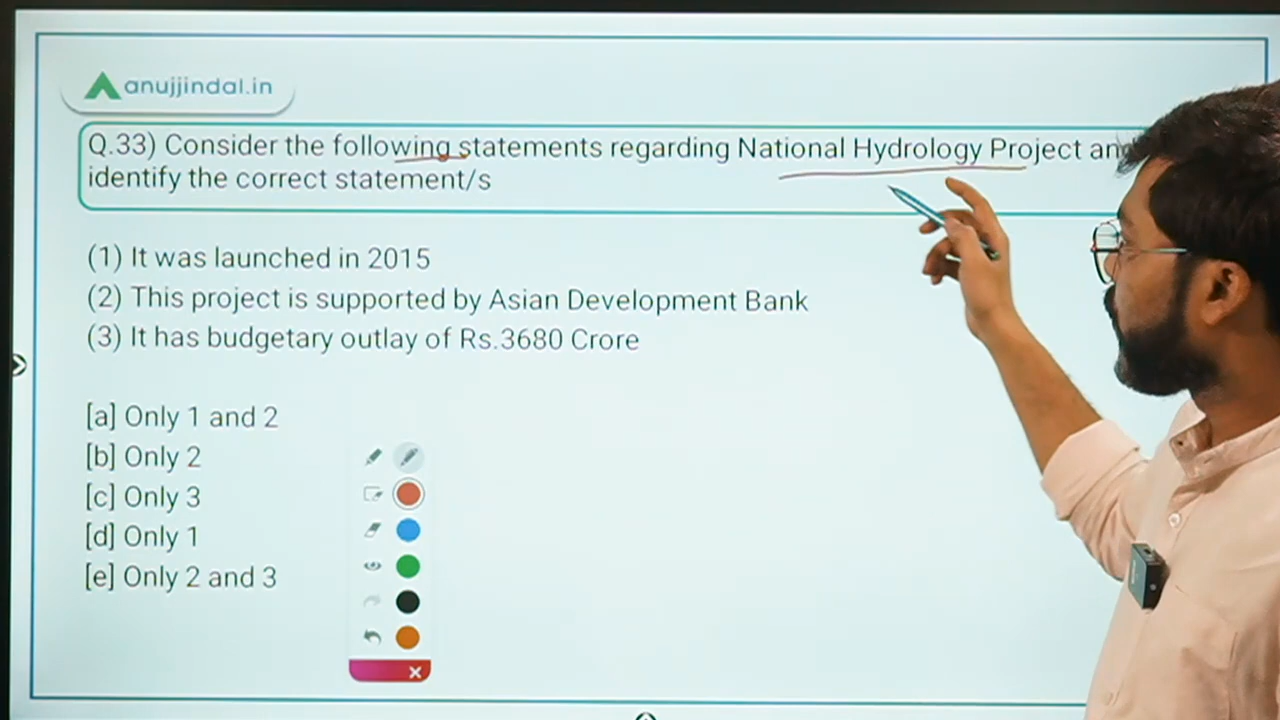 anujjindal.in
Q.33) Consider the following statements regarding National Hydrology Project and
identify the correct statement/s
(1) It was launched in 2015
(2) This project is supported by Asian Development Bank
(3) It has budgetary outlay of Rs.3680 Crore
[a] Only 1 and 2
[b] Only 2
[c] Only 3
[d] Only 1
[e] Only 2 and 3